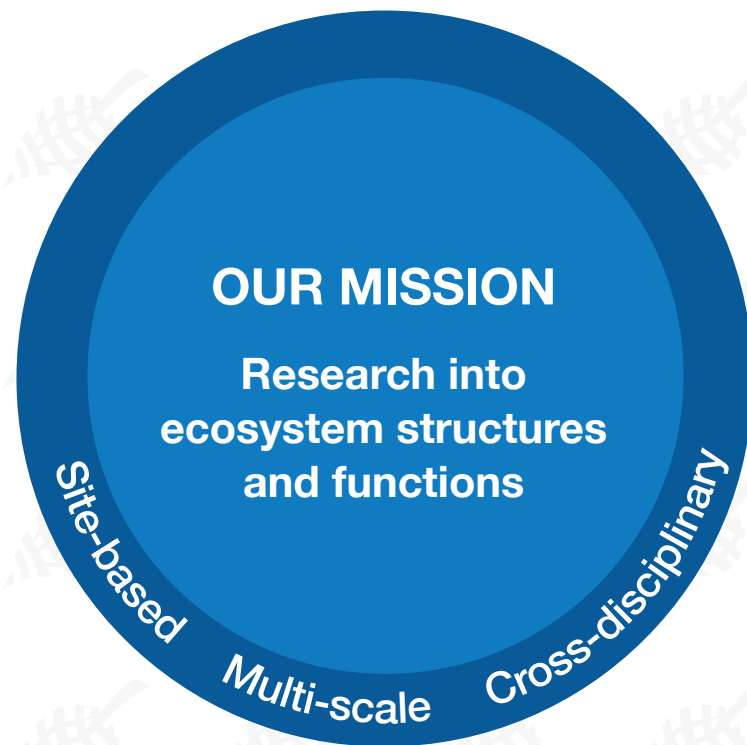 OUR MISSION
Research into
ecosystem structures
and functions
Site-based
Multi-scale
Cross-disciplinary